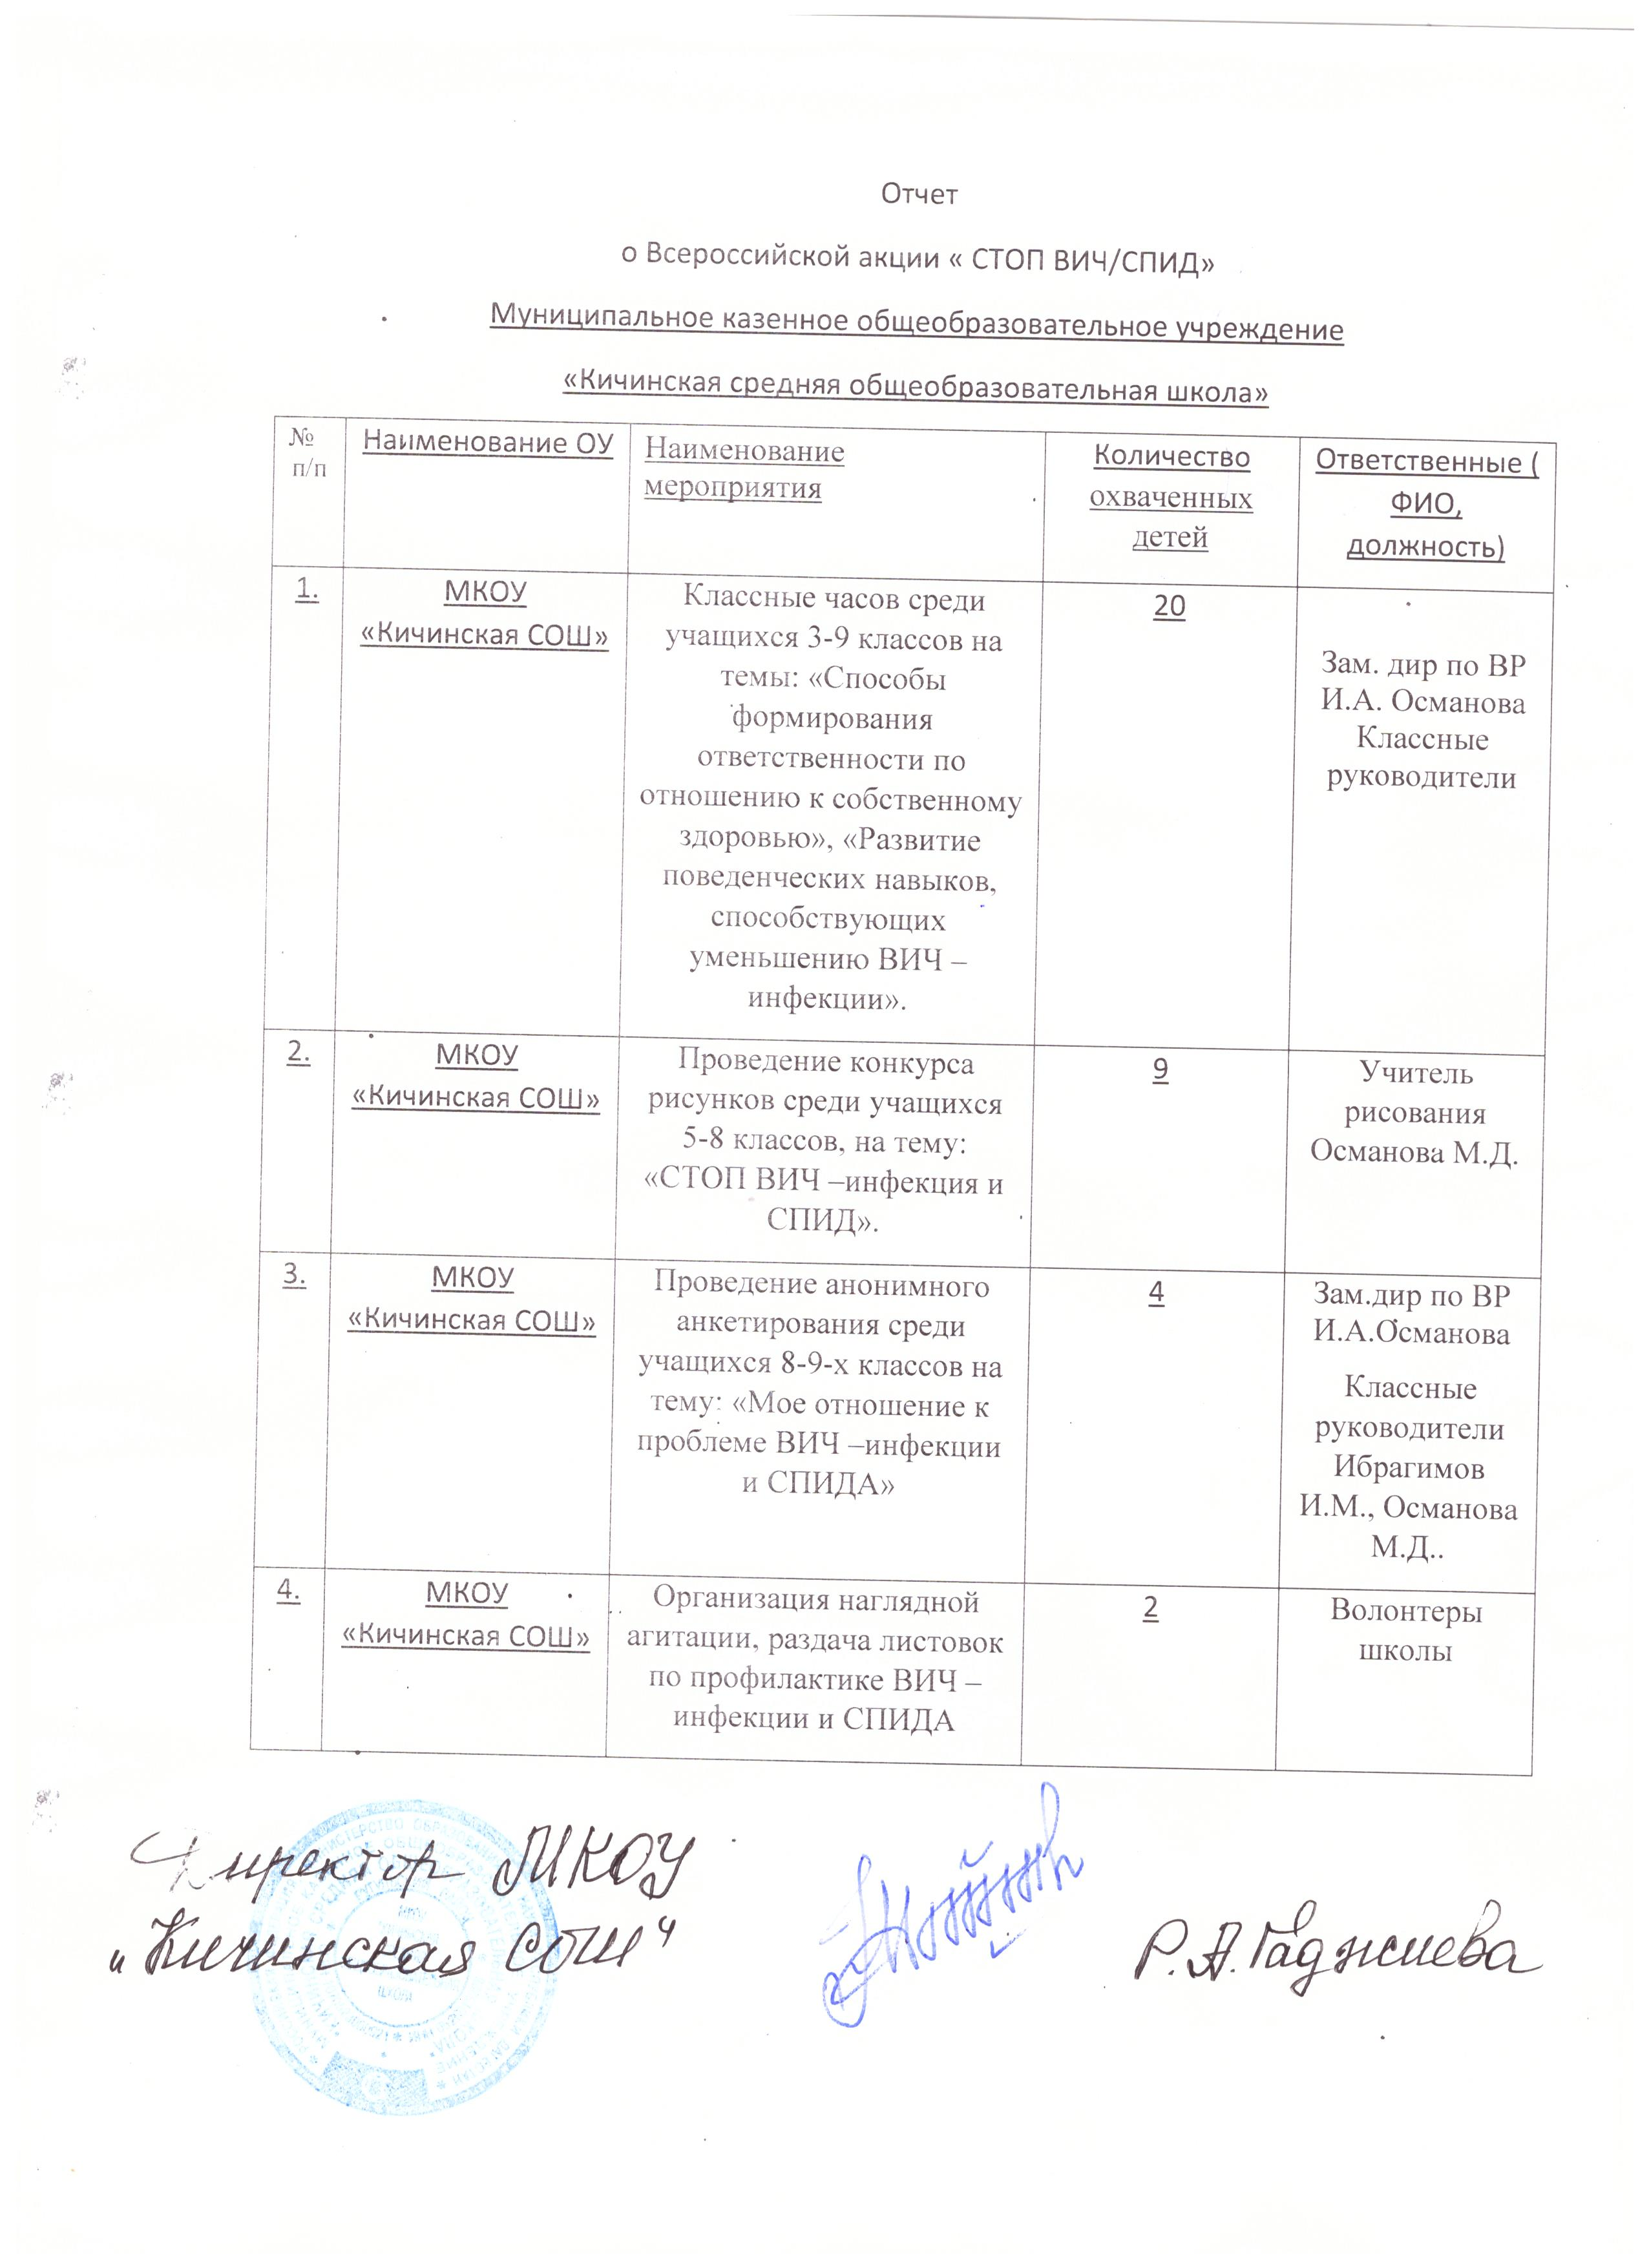 Отчет
о Всероссийской акции « СТОП ВИЧ/СПИД»
Муниципальное казенное общеобразовательное учреждение
«Кичинская средняя общеобразовательная школа»
№
п/п
Наименование ОУ
Наименование
мероприятия
Количество
охваченных
детей
Ответственные (
ФИО,
должность)
1.
МКОУ
«Кичинская СОШ»
Классные часов среди
учащихся 3-9 классов на
темы: «Способы
формирования
ответственности по
отношению к собственному
здоровью», «Развитие
поведенческих навыков,
способствующих
уменьшению ВИЧ –
инфекции».
20
Зам. дир по ВР
И.А. Османова
Классные
руководители
2.
МКОУ
«Кичинская СОШ»
Проведение конкурса
рисунков среди учащихся
5-8 классов, на тему:
«СТОП ВИЧ –инфекция и
СПИД».
9
Учитель
рисования
Османова М.Д.
3.
МКОУ
«Кичинская СОШ»
Проведение анонимного
анкетирования среди
учащихся 8-9-х классов на
тему: «Мое отношение к
проблеме ВИЧ –инфекции
и СПИДА»
4
Зам.дир по ВР
И.А.Османова
Классные
руководители
Ибрагимов
И.М., Османова
М.Д..
4.
МКОУ
«Кичинская СОШ»
Организация наглядной
агитации, раздача листовок
по профилактике ВИЧ –
инфекции и СПИДА
2
Волонтеры
школы
Директор МКОУ
„Кичинская СОШ"
Р.А.Гаджиева